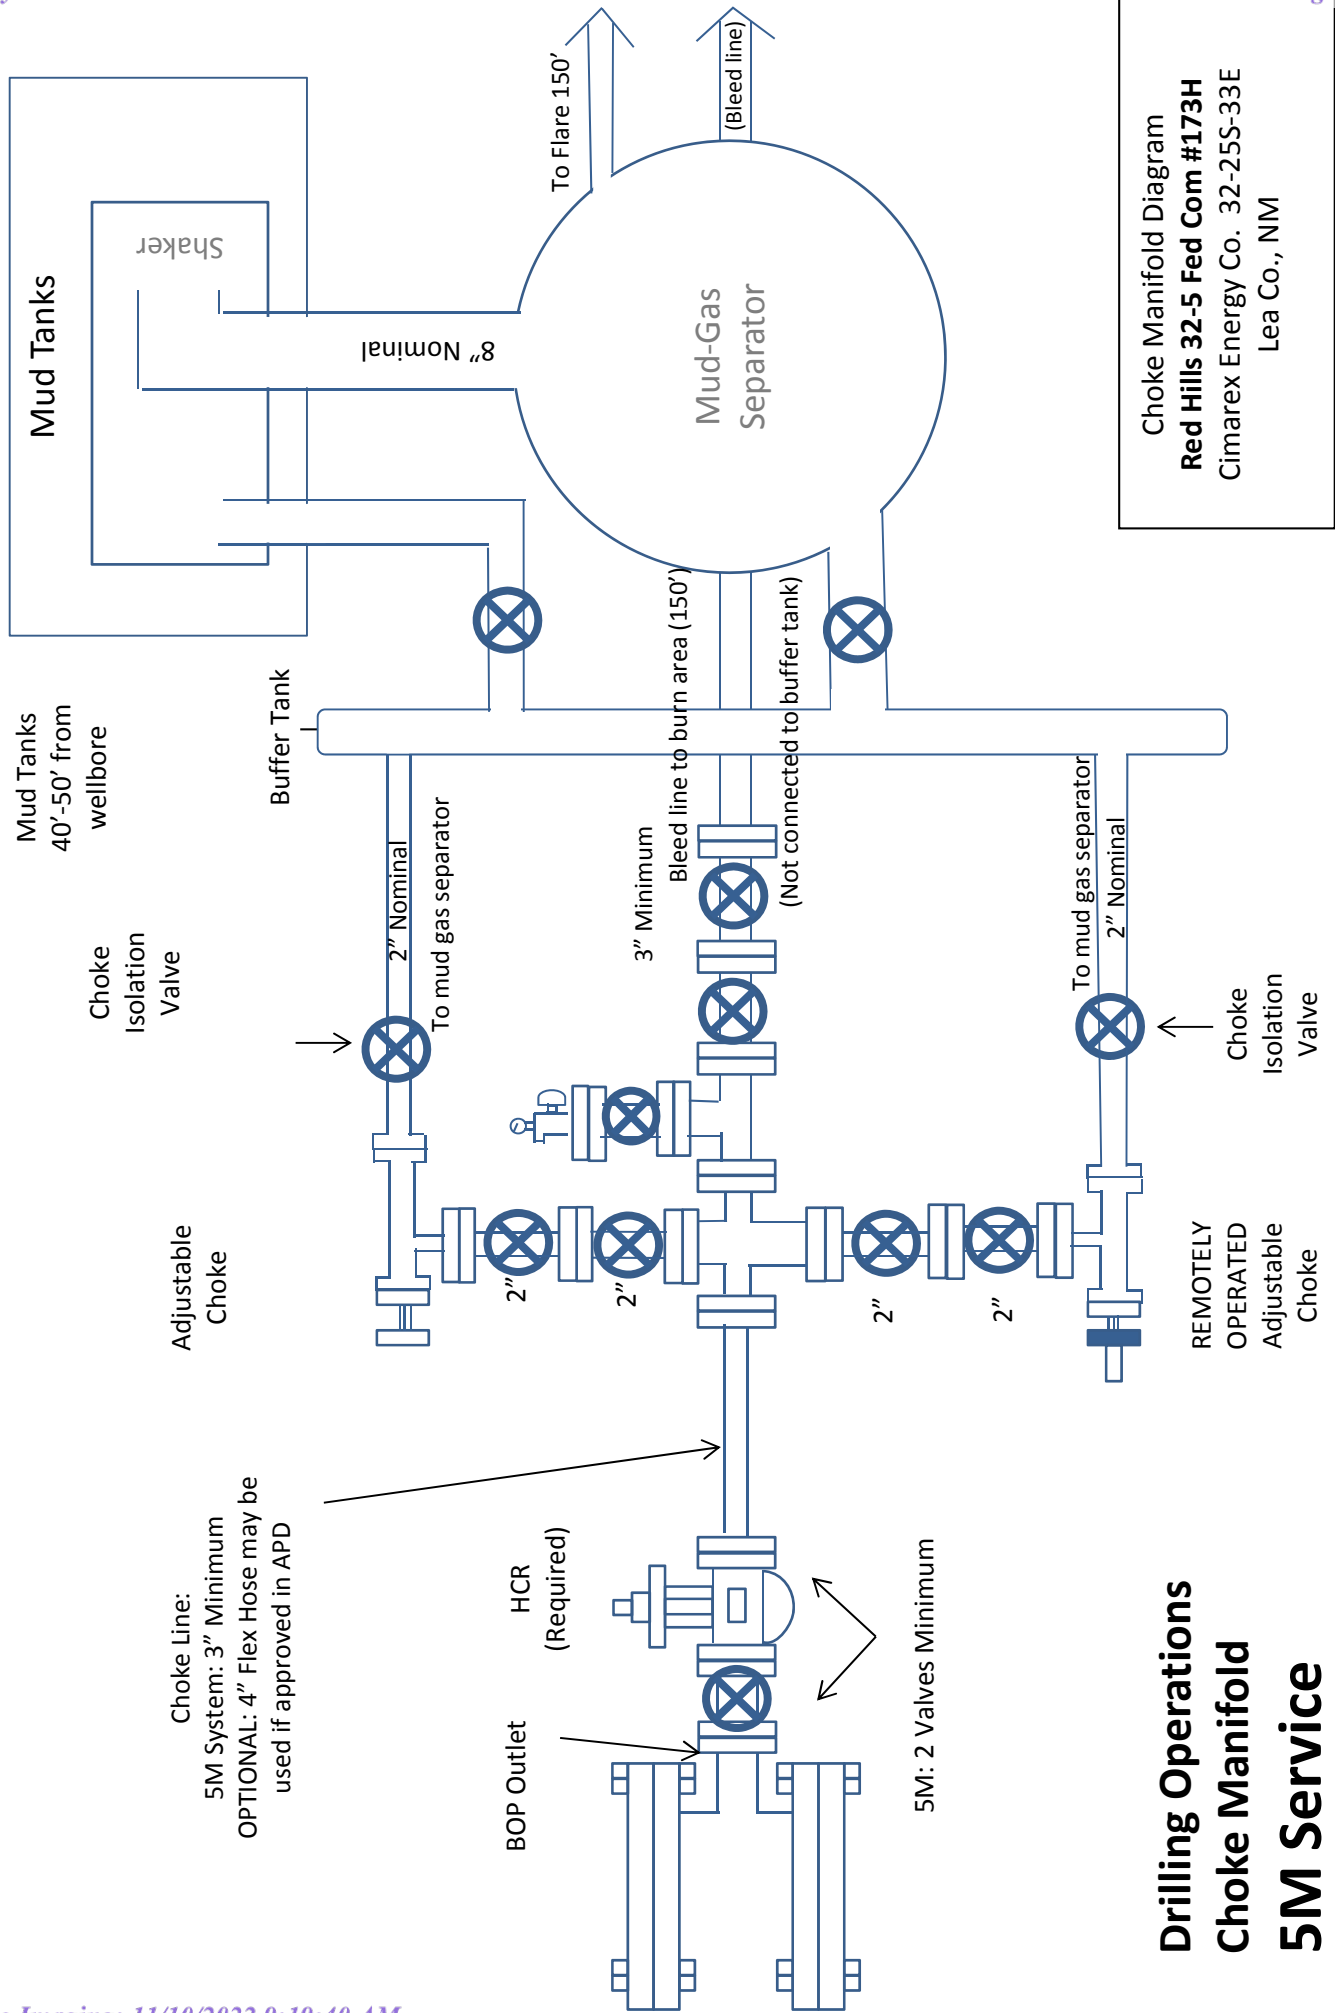 Mud Tanks
Shaker
8” Nominal
To Flare 150’
(Bleed line)
Mud-Gas
Separator
Mud Tanks
40’-50’ from
wellbore
Buffer Tank
Bleed line to burn area (150’)
(Not connected to buffer tank)
Choke
Isolation
Valve
2” Nominal
To mud gas separator
3” Minimum
To mud gas separator
2” Nominal
Choke
Isolation
Valve
Adjustable
Choke
2”
2”
2”
2”
REMOTELY
OPERATED
Adjustable
Choke
Choke Line:
5M System: 3” Minimum
OPTIONAL: 4” Flex Hose may be
used if approved in APD
HCR
(Required)
BOP Outlet
5M: 2 Valves Minimum
Drilling Operations
Choke Manifold
5M Service
Choke Manifold Diagram
Red Hills 32-5 Fed Com #173H
Cimarex Energy Co. 32-25S-33E
Lea Co., NM